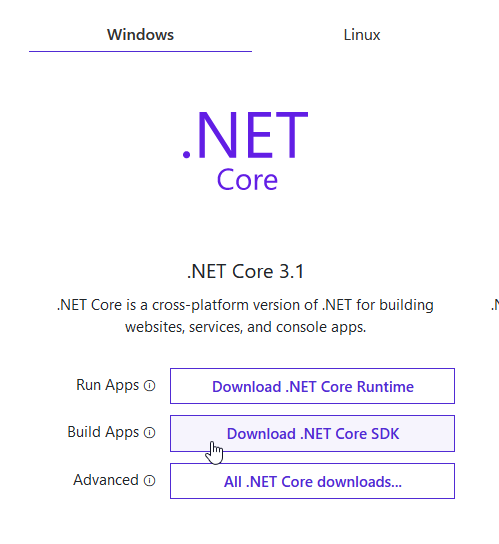 Windows Linux
.NET
Core
.NET Core 3.1
.NET Core is a cross-platform version of .NET for building
websites, services, and console apps.
Run Apps Download .NET Core Runtime
Build Apps Download .NET Core SDK
Advanced All .NET Core downloads...